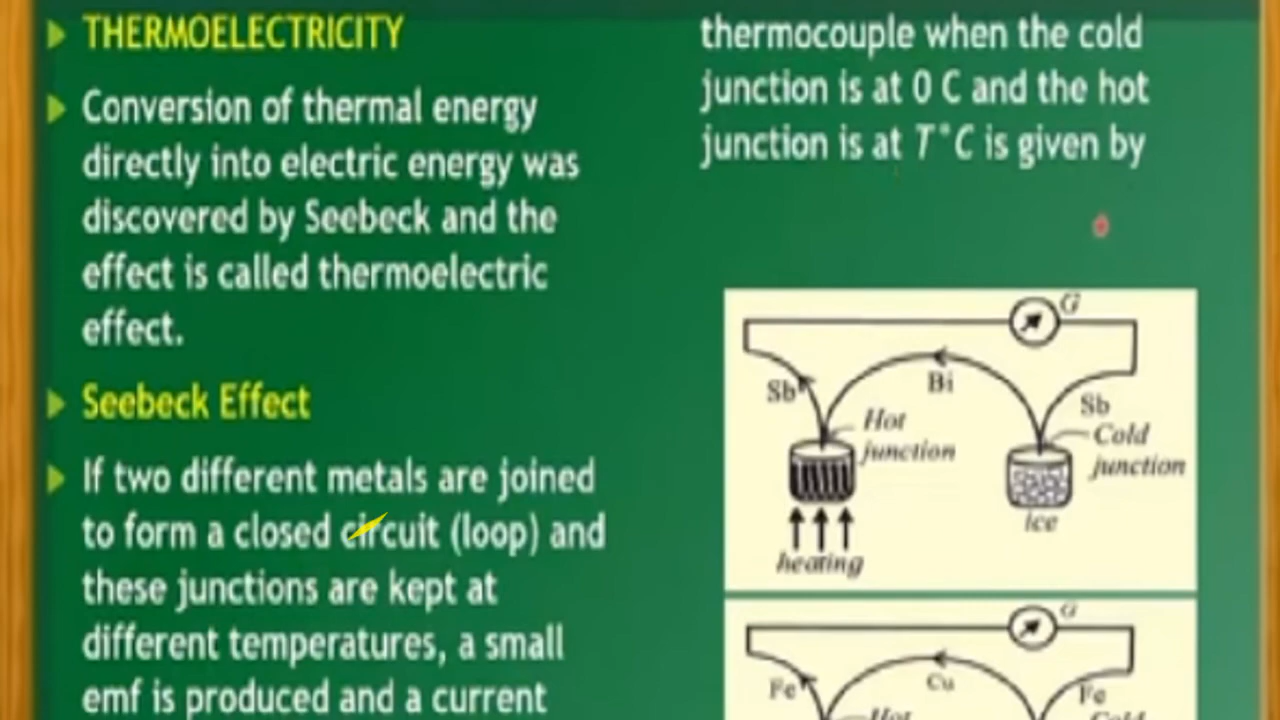 THERMOELECTRICITY
Conversion of thermal energy
directly into electric energy was
discovered by Seebeck and the
effect is called thermoelectric
effect.
Seebeck Effect
If two different metals are joined
to form a closed circuit (loop) and
these junctions are kept at
different temperatures, a small
emf is produced and a current
thermocouple when the cold
junction is at 0 C and the hot
junction is at T°C is given by
G
Sb
Bi
Sb
Hot
junction
Cold
junction
ice
heating
G
Fe
Cu
Fe
Hot
Cold